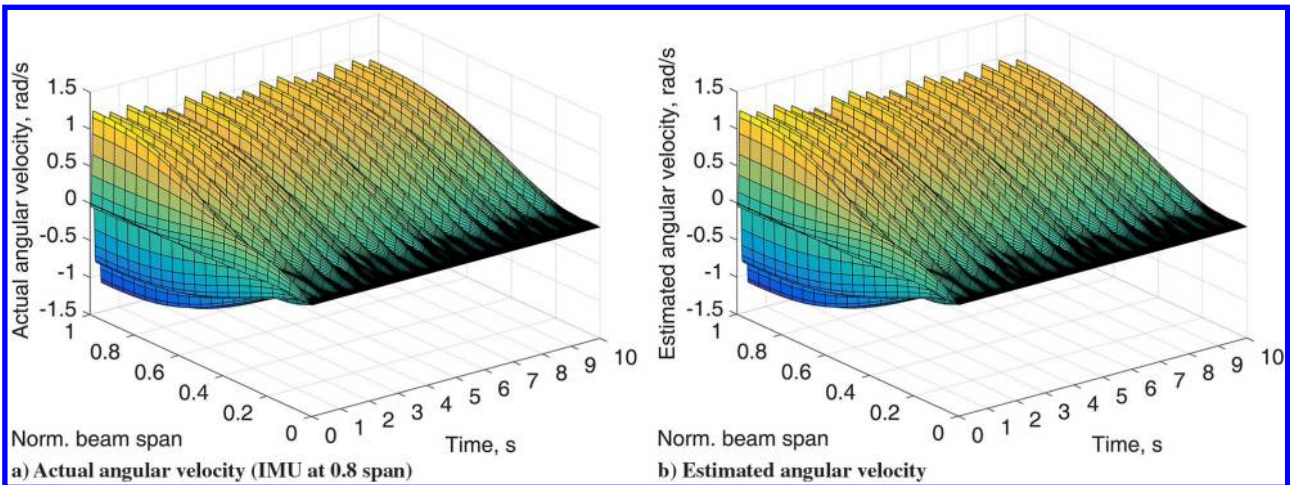 Actual angular velocity, rad/s
1.5
1
0.5
0
-0.5
-1
-1.5
1
0.8
0.6
0.4
0.2
0
Norm. beam span
0 1 2 3 4 5 6 7 8 9 10
Time, s
a) Actual angular velocity (IMU at 0.8 span)
Estimated angular velocity, rad/s
1.5
1
0.5
0
-0.5
-1
-1.5
1
0.8
0.6
0.4
0.2
0
Norm. beam span
0 1 2 3 4 5 6 7 8 9 10
Time, s
b) Estimated angular velocity